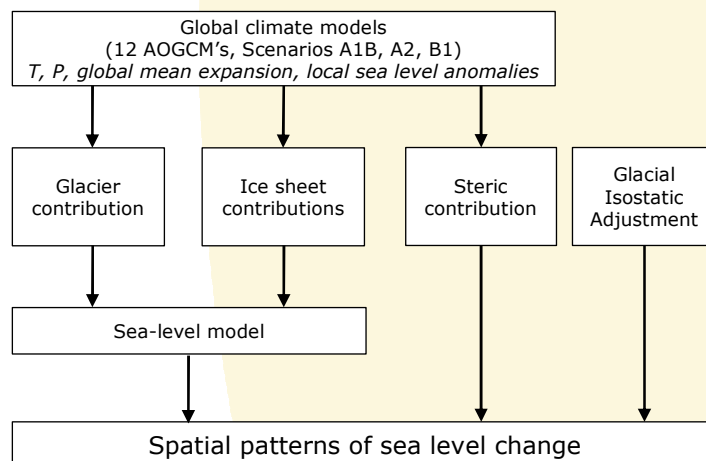 Global climate models
(12 AOGCM's, Scenarios A1B, A2, B1)
T, P, global mean expansion, local sea level anomalies
Glacier
contribution
Ice sheet
contributions
Steric
contribution
Glacial
Isostatic
Adjustment
Sea-level model
Spatial patterns of sea level change